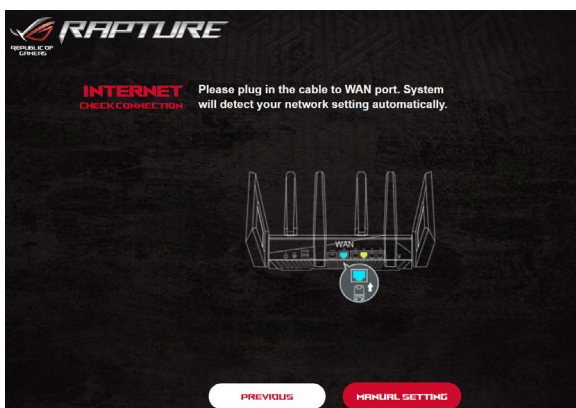 RAPTURE
REPUBLIC OF
GAMERS
INTERNET
CHECK CONNECTION
Please plug in the cable to WAN port. System
will detect your network setting automatically.
WAN
PREVIOUS
MANUAL SETTING